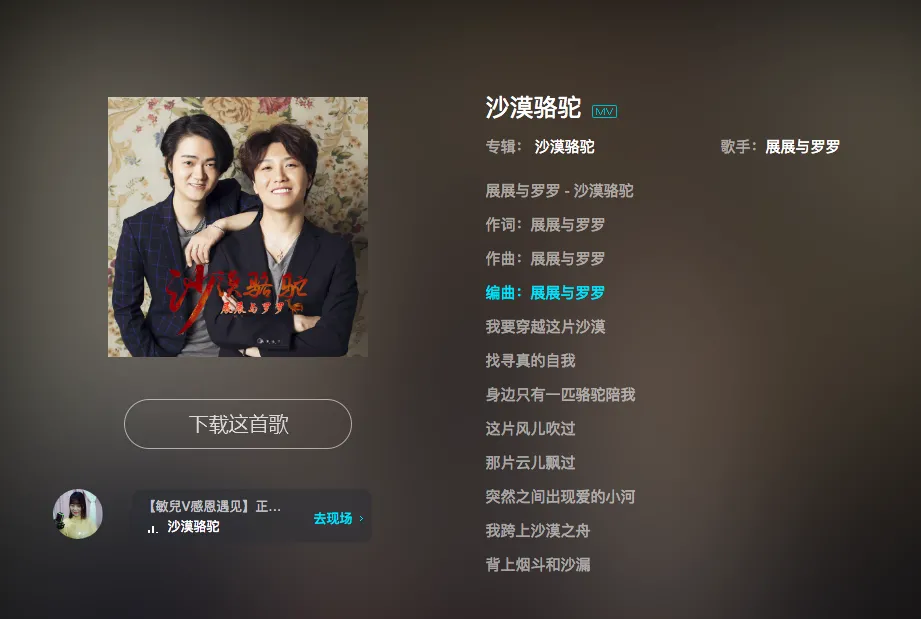 沙漠骆驼 MV
专辑： 沙漠骆驼 歌手： 展展与罗罗
展展与罗罗 - 沙漠骆驼
作词：展展与罗罗
作曲：展展与罗罗
编曲：展展与罗罗
我要穿越这片沙漠
找寻真的自我
身边只有一匹骆驼陪我
这片风儿吹过
那片云儿飘过
突然之间出现爱的小河
我跨上沙漠之舟
背上烟斗和沙漏
沙漠骆驼
展展与罗罗
下载这首歌
【敏兒V感恩遇见】正...
沙漠骆驼
去现场 ›